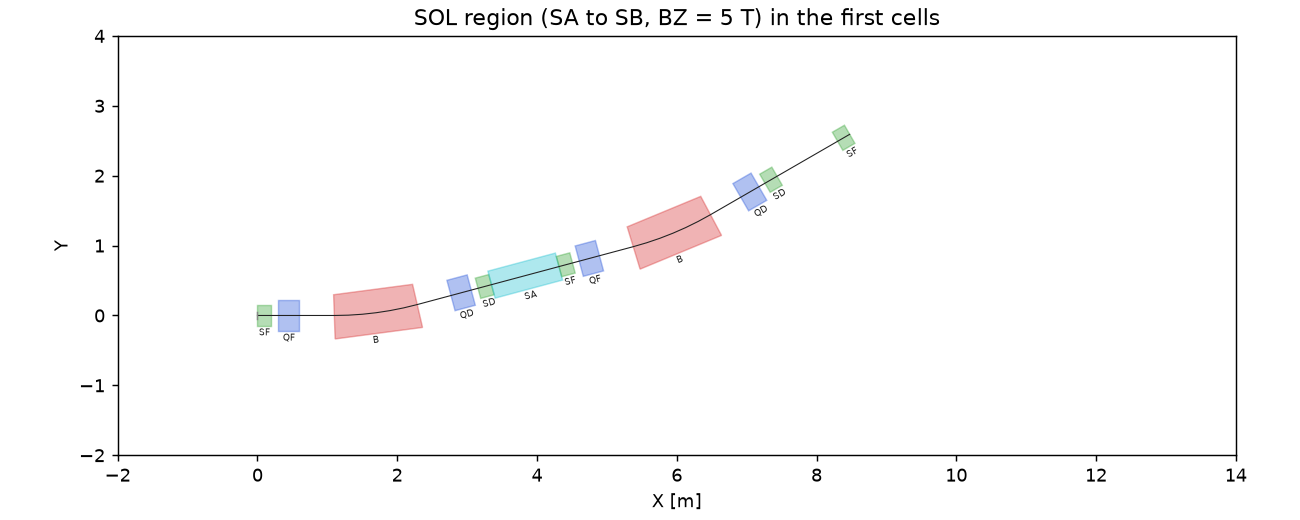 SOL region (SA to SB, BZ = 5 T) in the first cells
4
3
2
1
0
−1
−2
Y
SF
QF
B
QD
SD
SA
SF
QF
B
QD
SD
SF
−2
0
2
4
6
8
10
12
14
X [m]